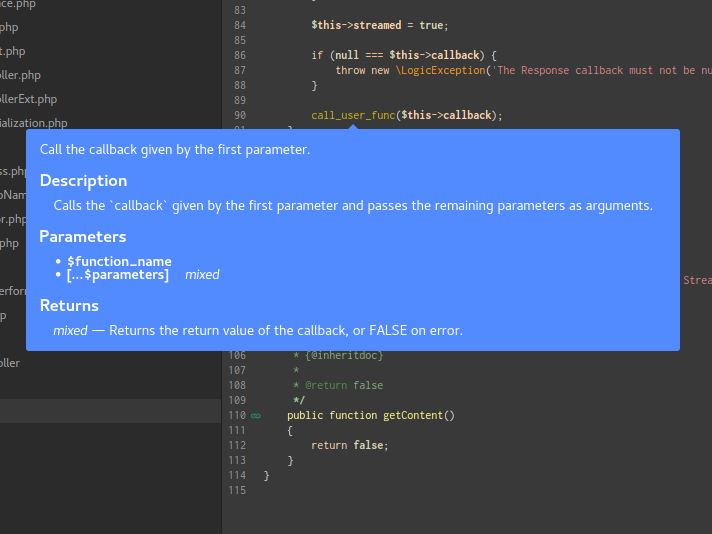 ce.php
.php
t.php
oller.php
ollerExt.php
ialization.php
ss.php
oNam
or.php
.php
erform
p
oller
83
84 $this->streamed = true;
85
86 if (null === $this->callback) {
87 throw new \LogicException('The Response callback must not be nu
88 }
89
90 call_user_func($this->callback);
Call the callback given by the first parameter.
Description
Calls the `callback` given by the first parameter and passes the remaining parameters as arguments.
Parameters
• $function_name
• [...$parameters] mixed
Returns
mixed — Returns the return value of the callback, or FALSE on error.
Strea
106 * {@inheritdoc}
107 *
108 * @return false
109 */
110 public function getContent()
111 {
112 return false;
113 }
114 }
115